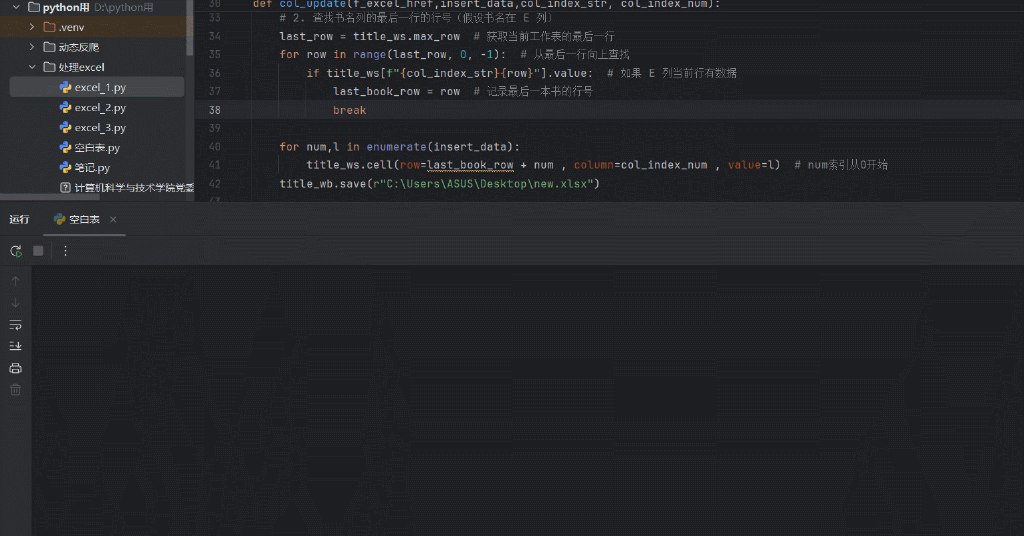 python用 D:\python用
.venv
动态反爬
处理excel
excel_1.py
excel_2.py
excel_3.py
空白表.py
笔记.py
计算机科学与技术学院党委
30 def col_update(f_excel_href,insert_data,col_index_str, col_index_num):
33 # 2. 查找书名列的最后一行的行号（假设书名在 E 列）
34 last_row = title_ws.max_row # 获取当前工作表的最后一行
35 for row in range(last_row, 0, -1): # 从最后一行向上查找
36 if title_ws[f"{col_index_str}{row}"].value: # 如果 E 列当前行有数据
37 last_book_row = row # 记录最后一本书的行号
38 break
39
40 for num,l in enumerate(insert_data):
41 title_ws.cell(row=last_book_row + num , column=col_index_num , value=l) # num索引从0开始
42 title_wb.save(r"C:\Users\ASUS\Desktop\new.xlsx")
运行 空白表